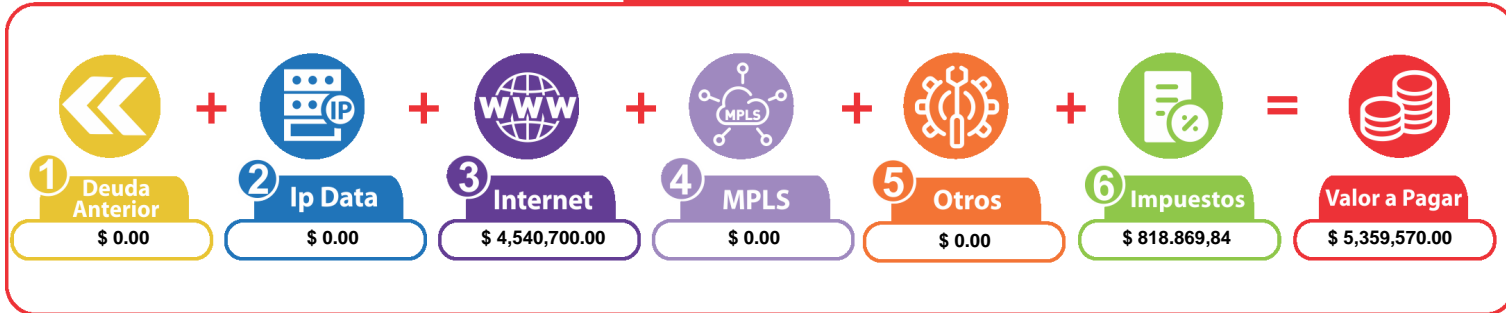 IP
WWW
MPLS
1 Deuda
Anterior
2 Ip Data
3 Internet
4 MPLS
5 Otros
6 Impuestos
Valor a Pagar
$ 0.00
$ 0.00
$ 4,540,700.00
$ 0.00
$ 0.00
$ 818.869,84
$ 5,359,570.00